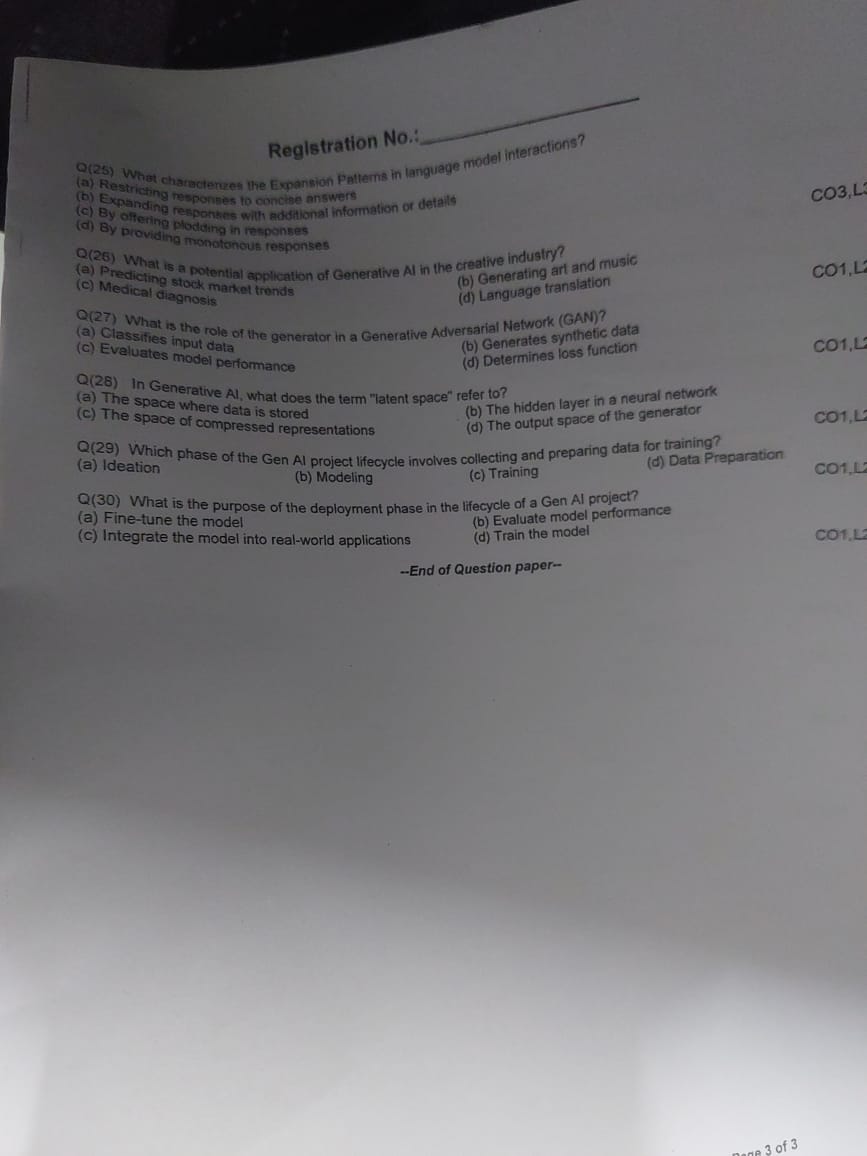 Registration No.:
Q(25) What characterizes the Expansion Patterns in language model interactions?
(a) Restricting responses to concise answers
(b) Expanding responses with additional information or details
(c) By offering plodding in responses
(d) By providing monotonous responses
CO3,L3
Q(26) What is a potential application of Generative AI in the creative industry?
(a) Predicting stock market trends (b) Generating art and music
(c) Medical diagnosis (d) Language translation
CO1,L2
Q(27) What is the role of the generator in a Generative Adversarial Network (GAN)?
(a) Classifies input data (b) Generates synthetic data
(c) Evaluates model performance (d) Determines loss function
CO1,L2
Q(28) In Generative AI, what does the term "latent space" refer to?
(a) The space where data is stored (b) The hidden layer in a neural network
(c) The space of compressed representations (d) The output space of the generator
CO1,L2
Q(29) Which phase of the Gen AI project lifecycle involves collecting and preparing data for training?
(a) Ideation (b) Modeling (c) Training (d) Data Preparation
CO1,L2
Q(30) What is the purpose of the deployment phase in the lifecycle of a Gen AI project?
(a) Fine-tune the model (b) Evaluate model performance
(c) Integrate the model into real-world applications (d) Train the model
CO1,L2
--End of Question paper--
Page 3 of 3